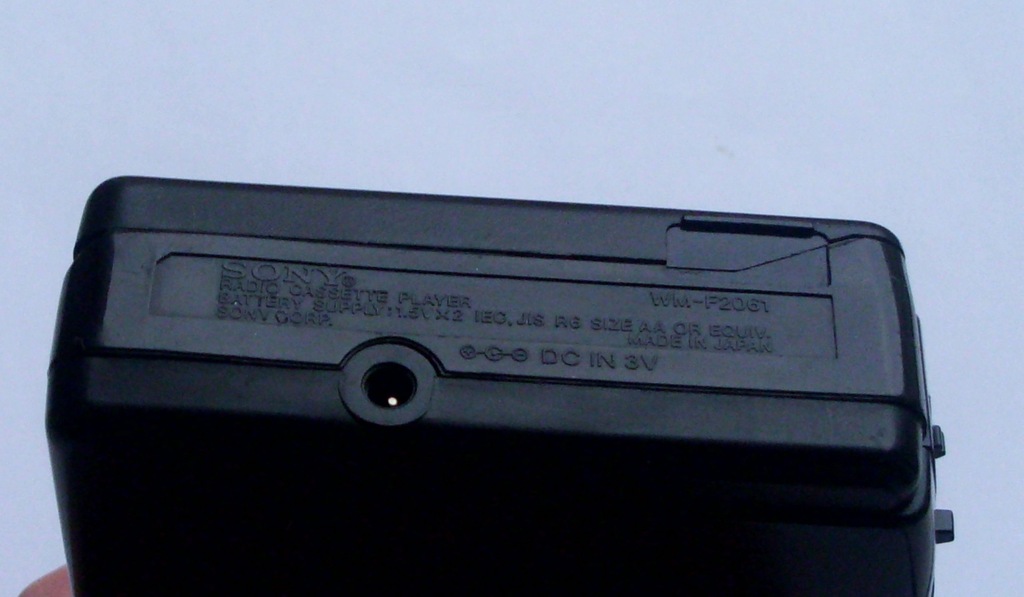 SONY®
RADIO CASSETTE PLAYER WM-F2061
BATTERY SUPPLY: 1.5V X 2 IEC, JIS R6 SIZE AA OR EQUIV.
SONY CORP. MADE IN JAPAN
DC IN 3V